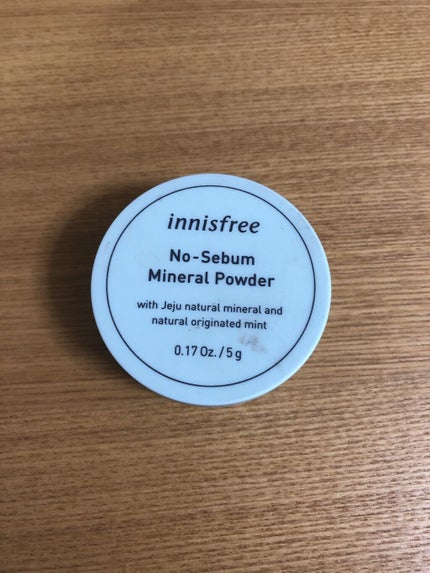 innisfree
No-Sebum
Mineral Powder
with Jeju natural mineral and
natural originated mint
0.17 Oz. / 5 g